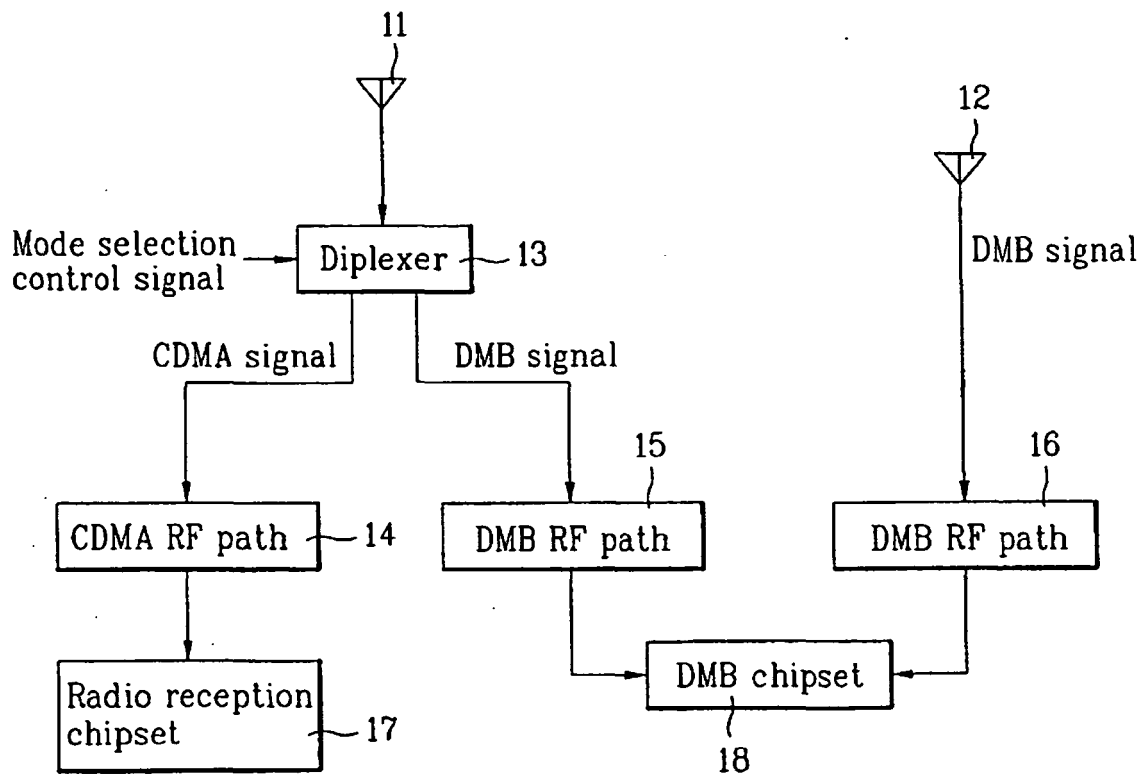 11
12
Mode selection
control signal
Diplexer
13
DMB signal
CDMA signal
DMB signal
15
16
CDMA RF path
14
DMB RF path
DMB RF path
Radio reception
chipset
17
DMB chipset
18